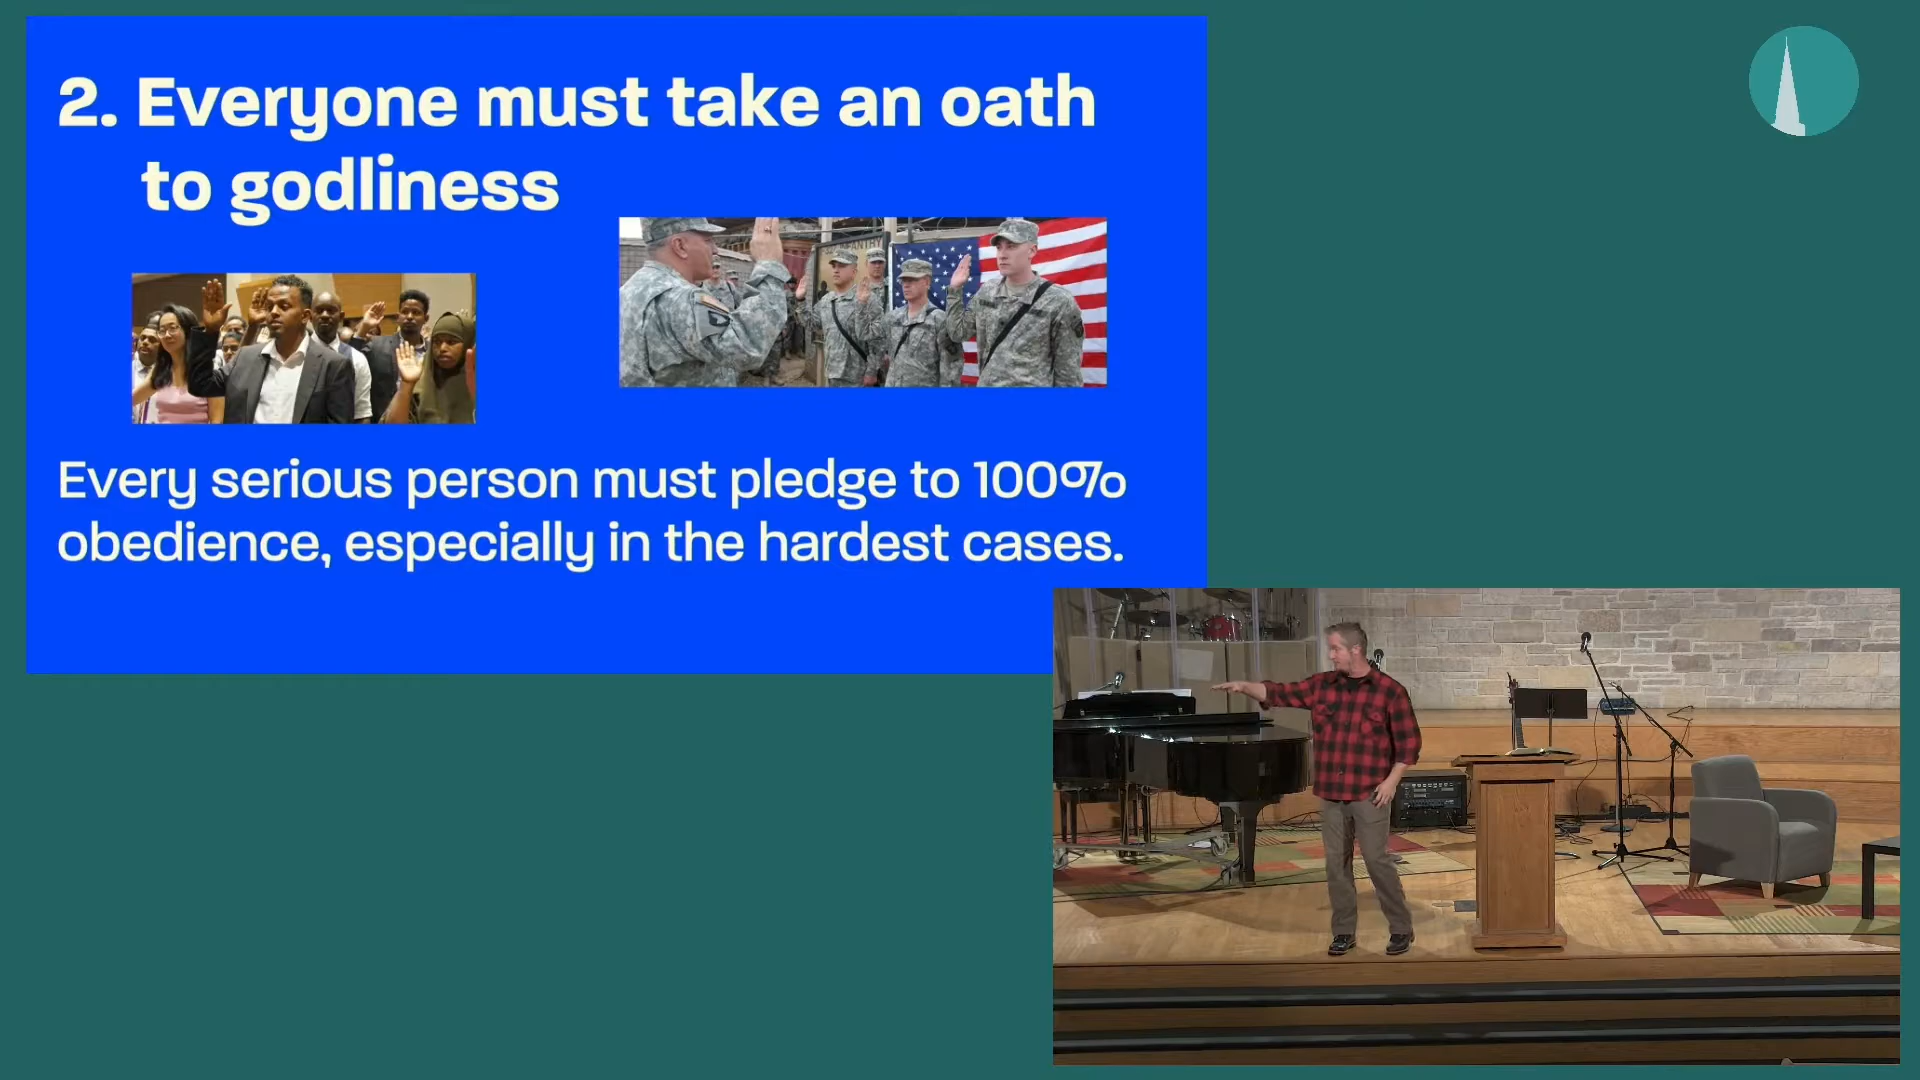 2. Everyone must take an oath
to godliness
INFANTRY
Every serious person must pledge to 100%
obedience, especially in the hardest cases.